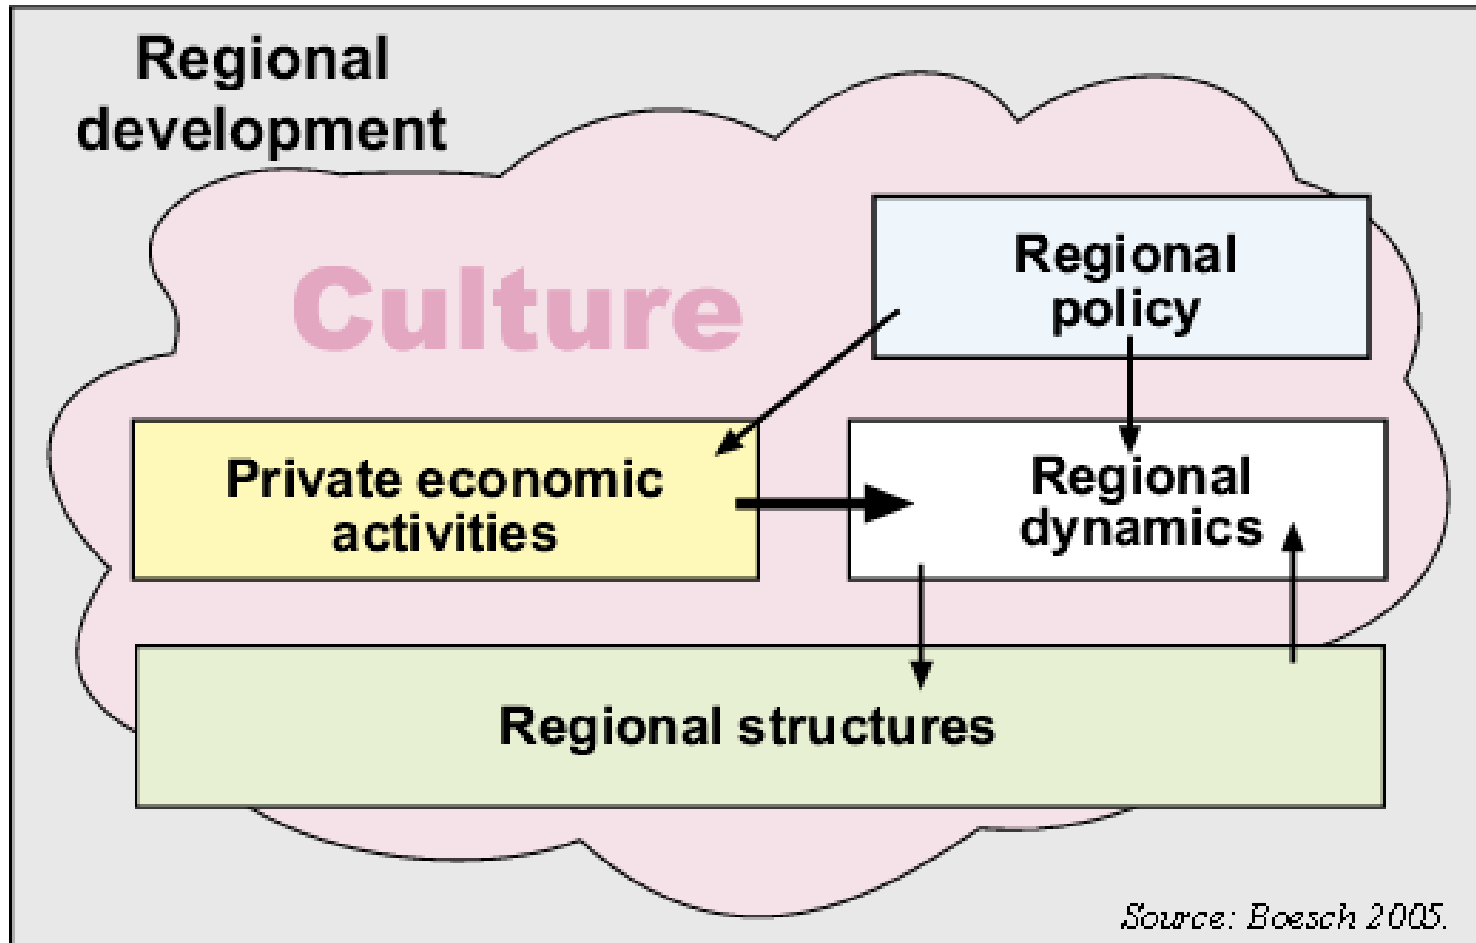 Regional
development
Culture
Regional
policy
Private economic
activities
Regional
dynamics
Regional structures
Source: Boesch 2005.